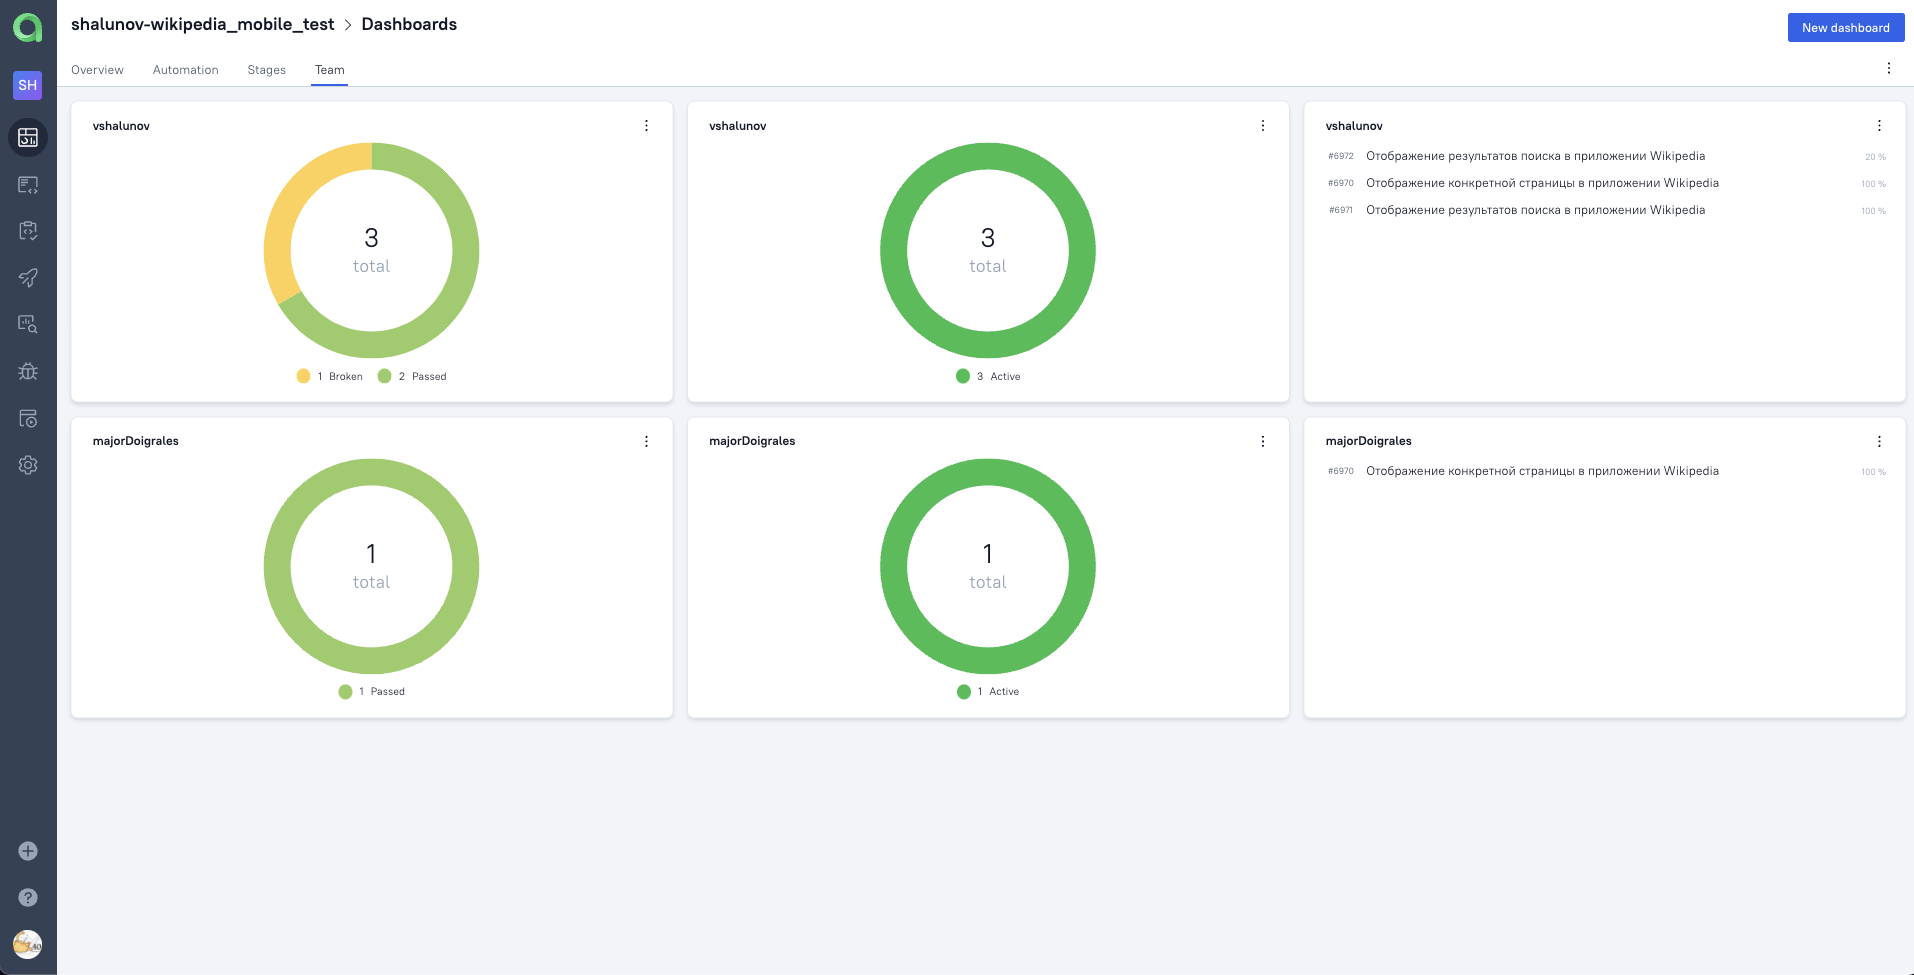 shalunov-wikipedia_mobile_test > Dashboards
New dashboard
SH
Overview Automation Stages Team
vshalunov
3
total
1 Broken 2 Passed
vshalunov
3
total
3 Active
vshalunov
#6972 Отображение результатов поиска в приложении Wikipedia 20 %
#6970 Отображение конкретной страницы в приложении Wikipedia 100 %
#6971 Отображение результатов поиска в приложении Wikipedia 100 %
majorDoigrales
1
total
1 Passed
majorDoigrales
1
total
1 Active
majorDoigrales
#6970 Отображение конкретной страницы в приложении Wikipedia 100 %